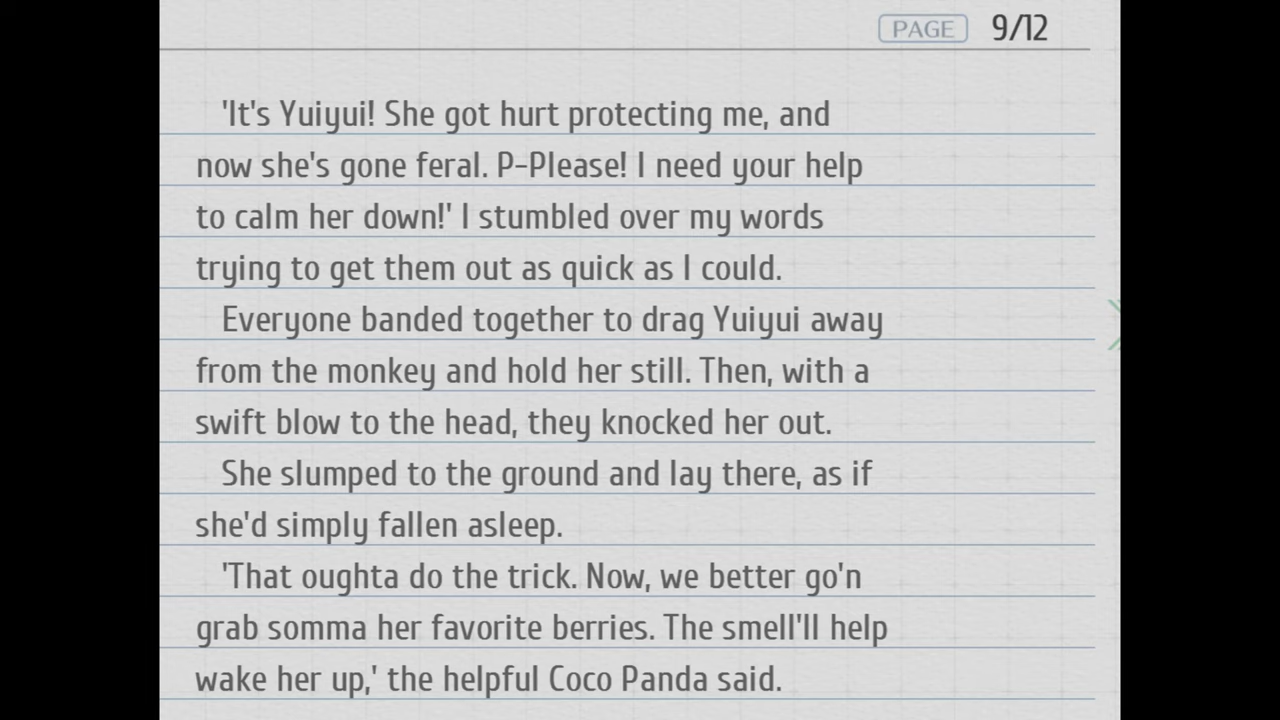 PAGE 9/12
'It's Yuiyui! She got hurt protecting me, and
now she's gone feral. P-Please! I need your help
to calm her down!' I stumbled over my words
trying to get them out as quick as I could.
Everyone banded together to drag Yuiyui away
from the monkey and hold her still. Then, with a
swift blow to the head, they knocked her out.
She slumped to the ground and lay there, as if
she'd simply fallen asleep.
'That oughta do the trick. Now, we better go'n
grab somma her favorite berries. The smell'll help
wake her up,' the helpful Coco Panda said.